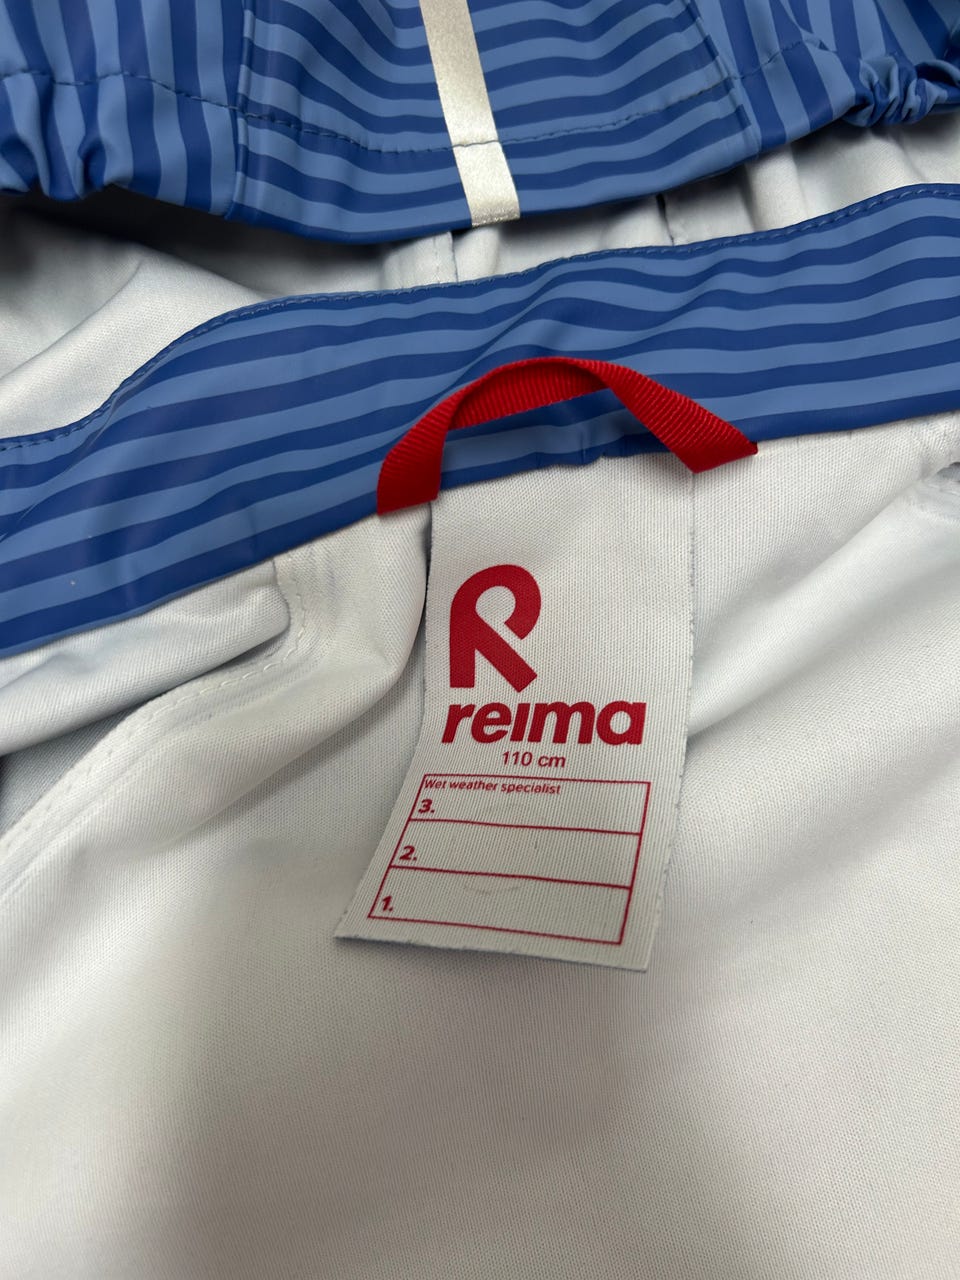 R
reima
110 cm
Wet weather specialist
3.
2.
1.